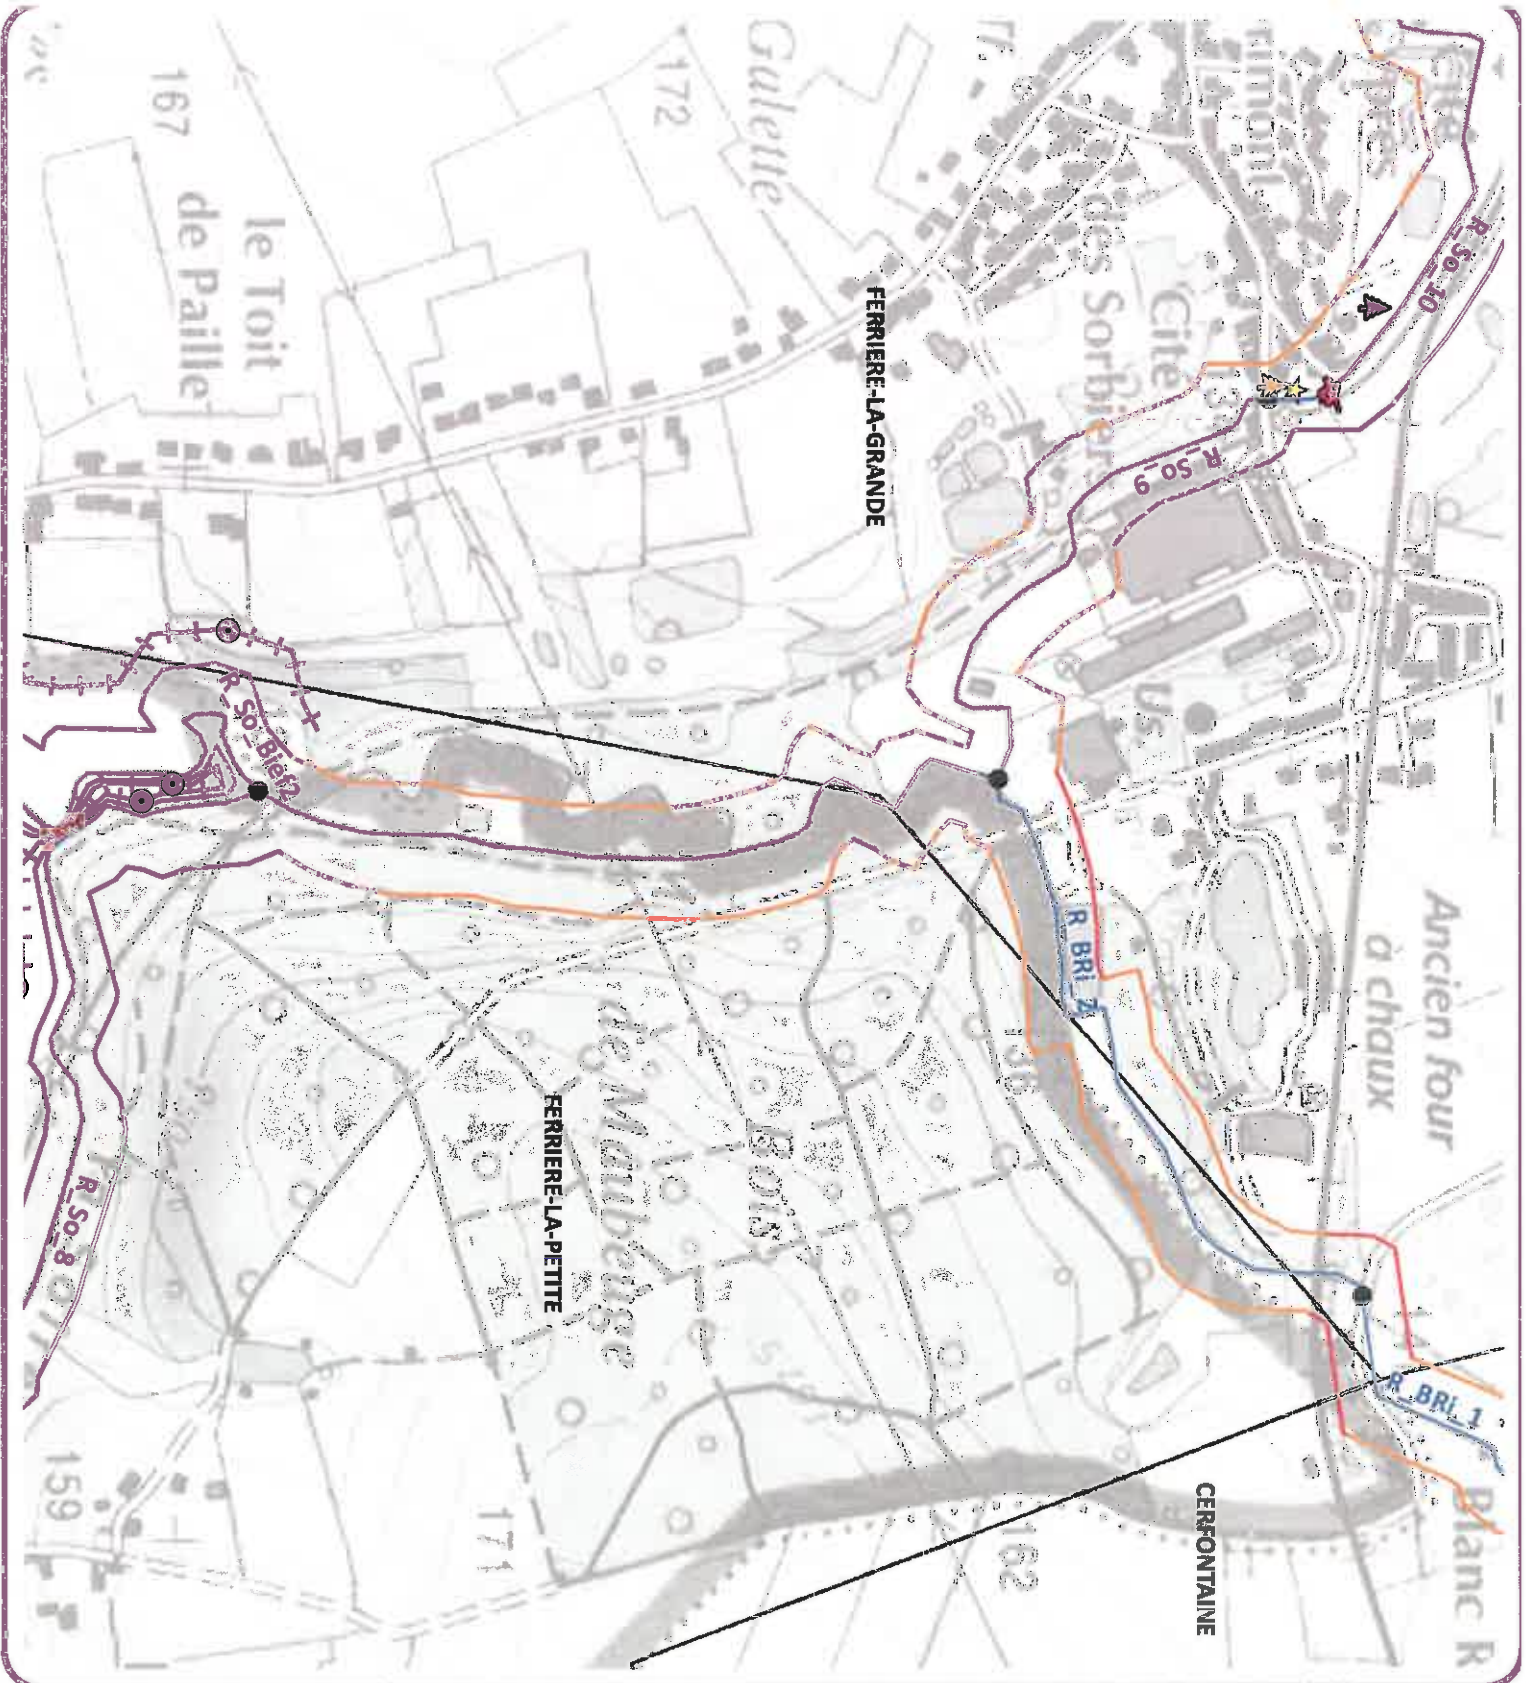 167
172
Galette
le Toit
de Paille
FERRIERE-LA-GRANDE
Cité
des Sorbiers
R_So_10
R_So_9
Us.
R_So_Bief2
R_BRi_2
Ancien four
à chaux
FERRIERE-LA-PETITE
Bois
de Maubeuge
R_So_8
R_BRi_1
Blanc R
CERFONTAINE
159
171
162